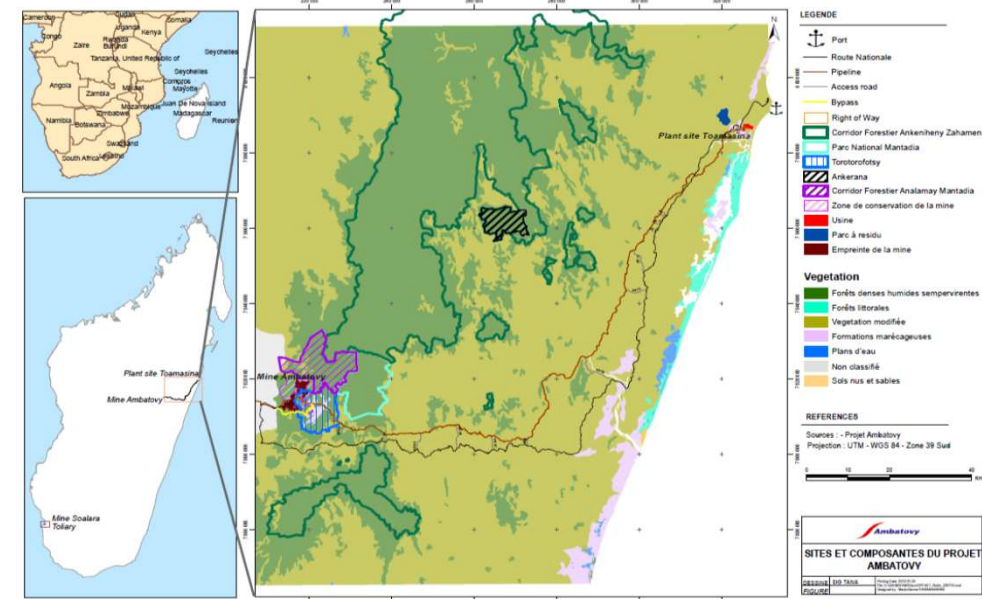 Cameroun
Sudan
Somalia
Uganda
Congo
Kenya
Rwanda
Burundi
Zaire
Seychelles
Tanzania, United Republic of
Seychelles
Angola
Comoros
Mayotte
Zambia
Malawi
Juan De Nova Island
Mozambique
Zimbabwe
Madagascar
Namibia
Botswana
Reunion
Swaziland
South Africa
Lesotho
Plant site Toamasina
Mine Ambatovy
Mine Soalara
Toliary
Plant site Toamasina
Mine Ambatovy
N
LEGENDE
Port
Route Nationale
Pipeline
Access road
Bypass
Right of Way
Corridor Forestier Ankeniheny Zahamen
Parc National Mantadia
Torotorofotsy
Ankerana
Corridor Forestier Analamay Mantadia
Zone de conservation de la mine
Usine
Parc à residu
Empreinte de la mine
Vegetation
Forêts denses humides sempervirentes
Forêts littorales
Vegetation modifiée
Formations marécageuses
Plans d'eau
Non classifié
Sols nus et sables
REFERENCES
Sources : - Projet Ambatovy
Projection : UTM - WGS 84 - Zone 39 Sud
0 10 20 40
Km
Ambatovy
SITES ET COMPOSANTES DU PROJET
AMBATOVY
DESSINE SIG TANA
FIGURE